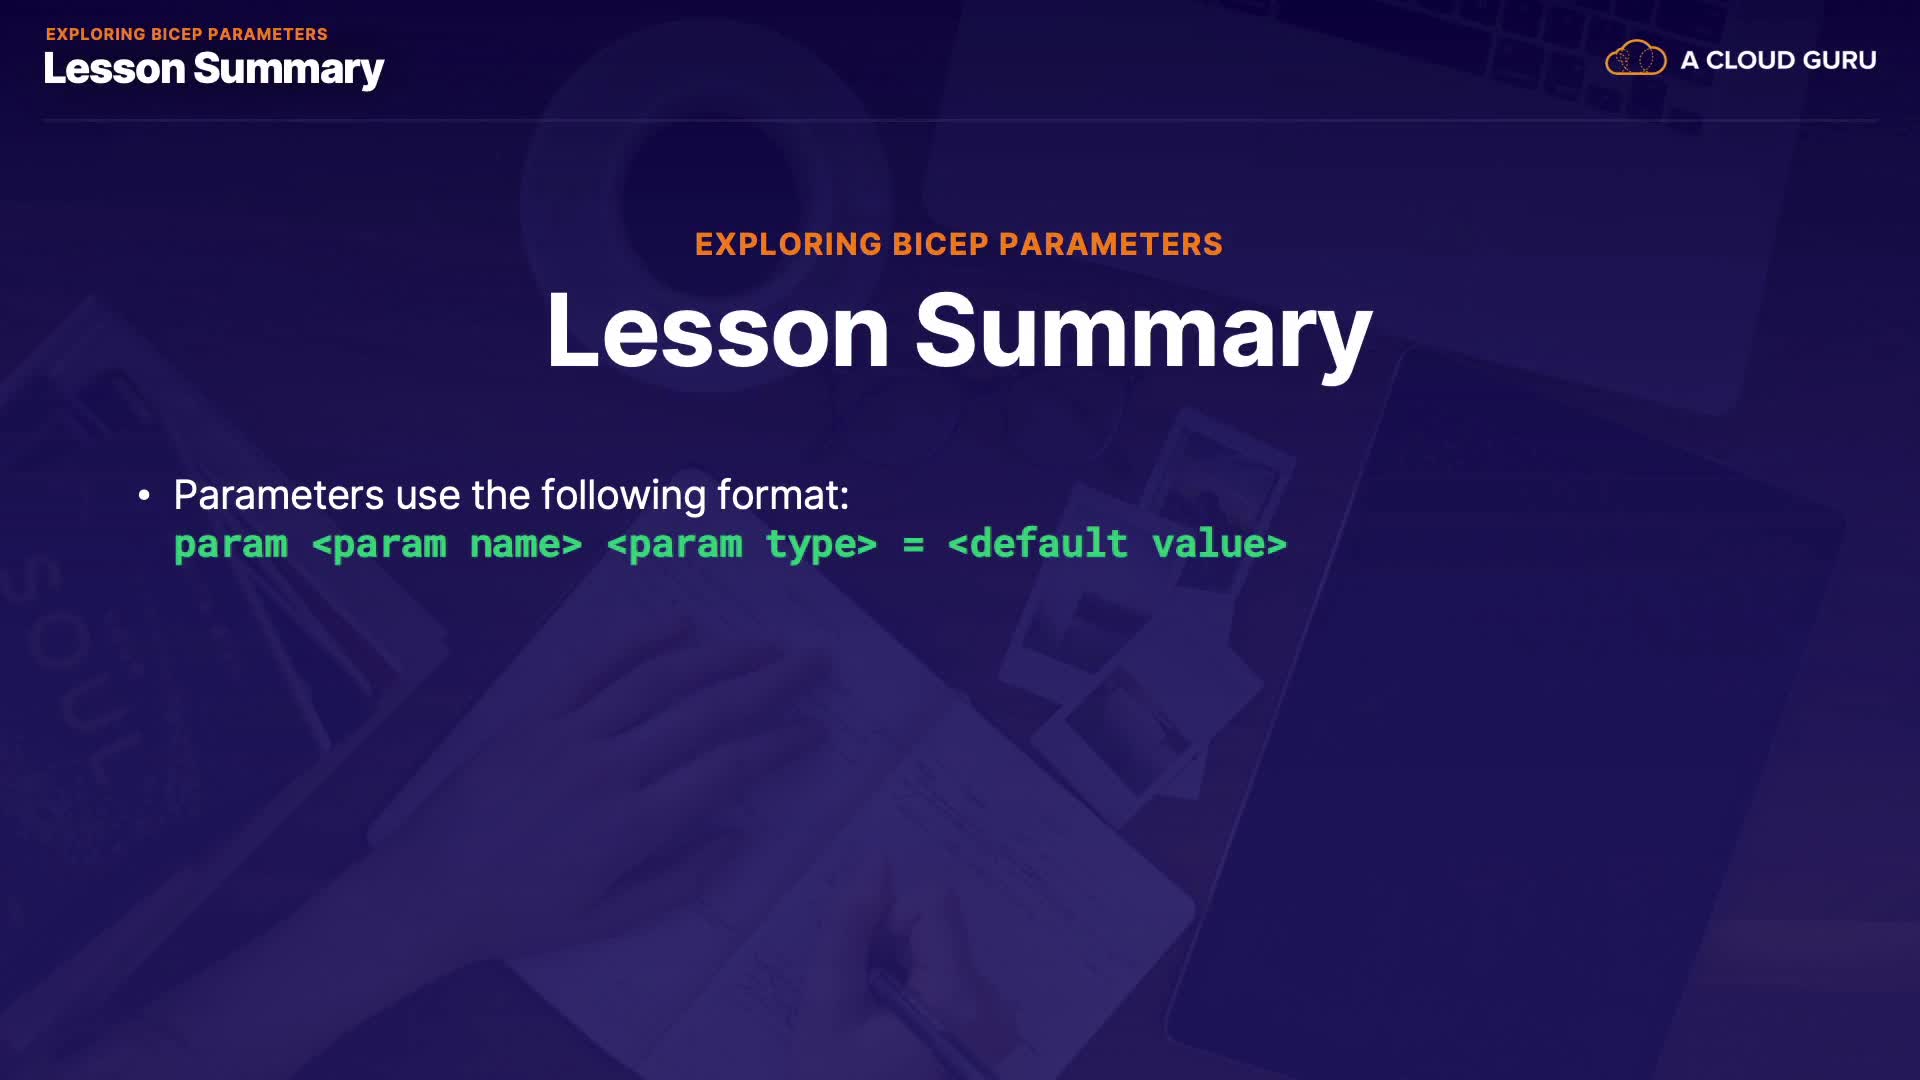 EXPLORING BICEP PARAMETERS
Lesson Summary
A CLOUD GURU
EXPLORING BICEP PARAMETERS
Lesson Summary
• Parameters use the following format:
param <param name> <param type> = <default value>
SOUL